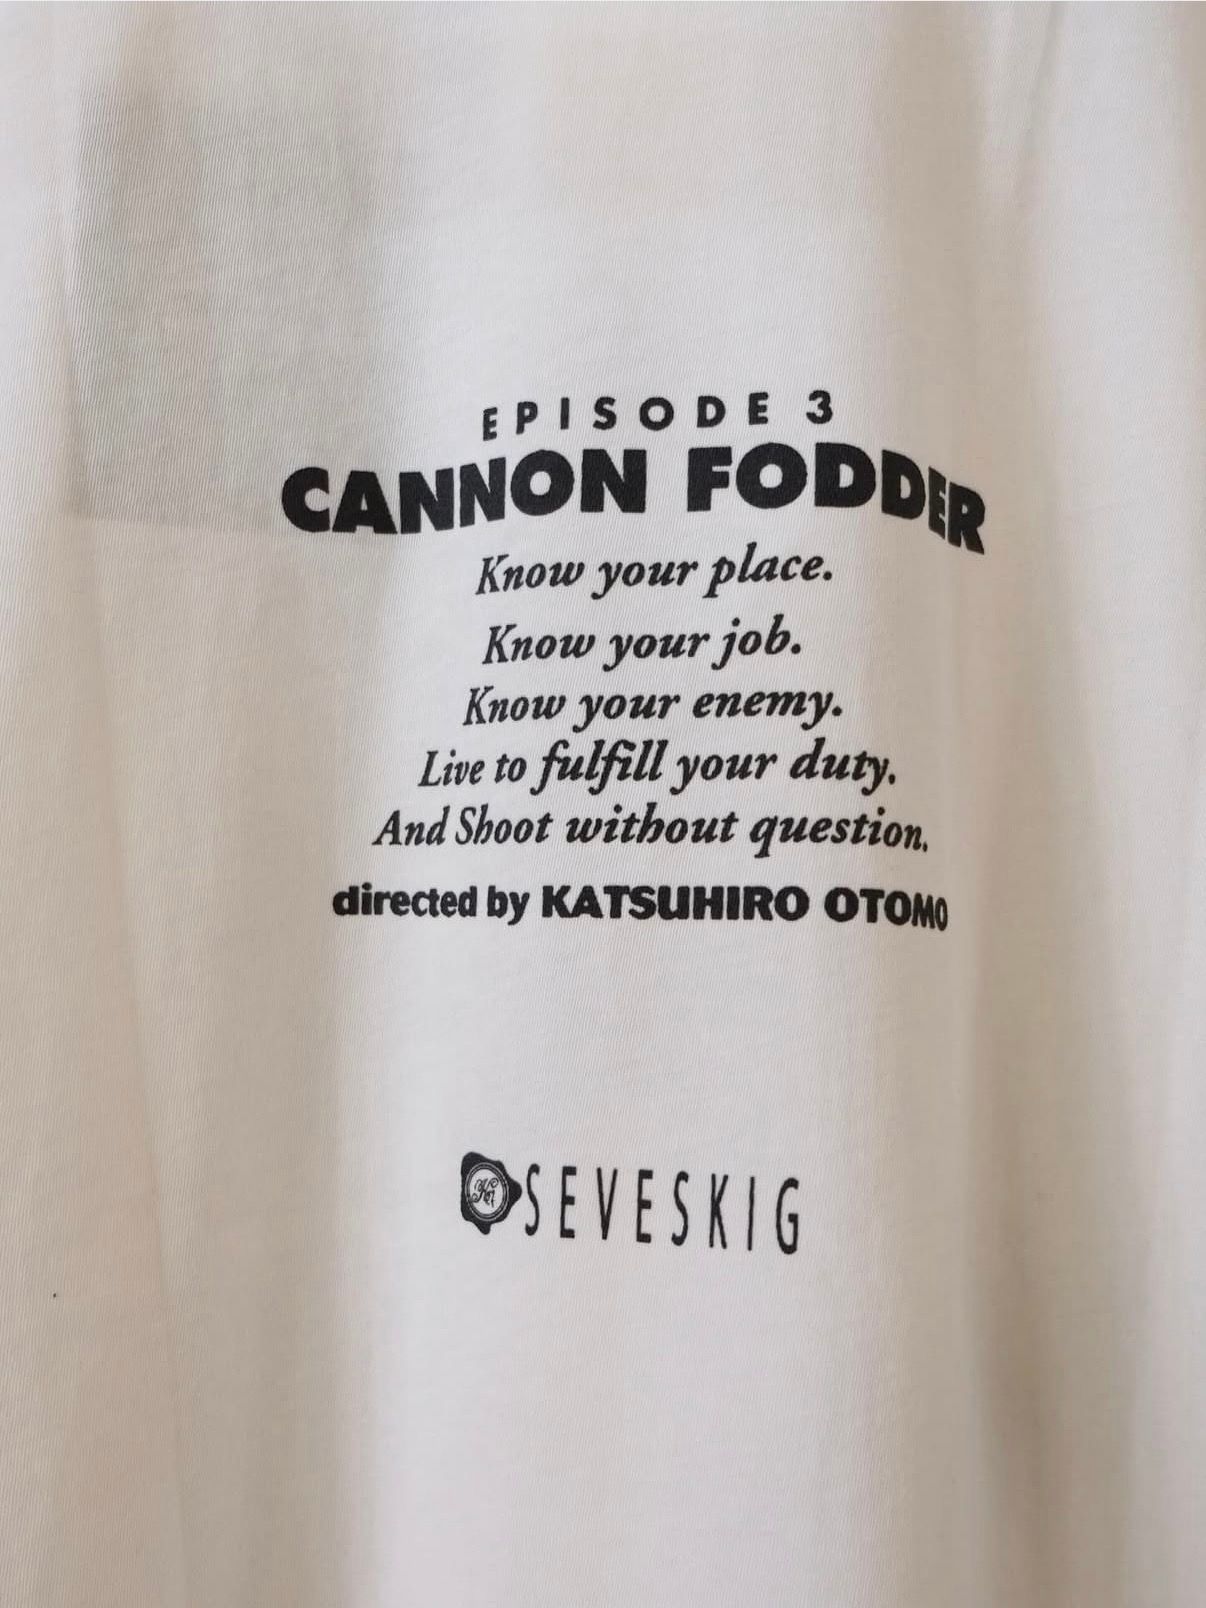 EPISODE 3
CANNON FODDER
Know your place.
Know your job.
Know your enemy.
Live to fulfill your duty.
And Shoot without question.
directed by KATSUHIRO OTOMO
SEVESKIG